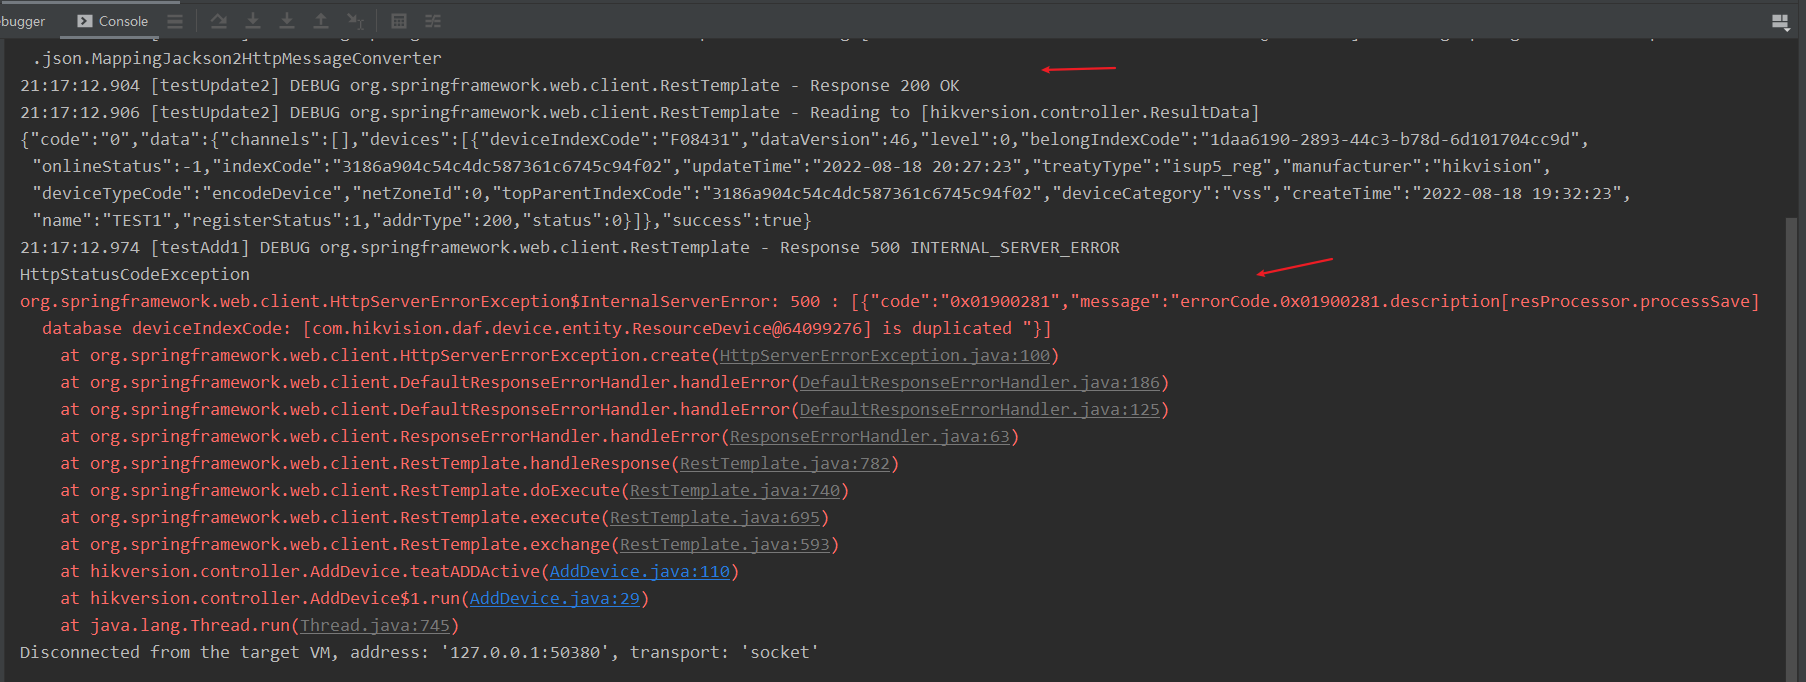 bugger
Console
.json.MappingJackson2HttpMessageConverter
21:17:12.904 [testUpdate2] DEBUG org.springframework.web.client.RestTemplate - Response 200 OK
21:17:12.906 [testUpdate2] DEBUG org.springframework.web.client.RestTemplate - Reading to [hikversion.controller.ResultData]
{"code":"0","data":{"channels":[],"devices":[{"deviceIndexCode":"F08431","dataVersion":46,"level":0,"belongIndexCode":"1daa6190-2893-44c3-b78d-6d101704cc9d",
"onlineStatus":-1,"indexCode":"3186a904c54c4dc587361c6745c94f02","updateTime":"2022-08-18 20:27:23","treatyType":"isup5_reg","manufacturer":"hikvision",
"deviceTypeCode":"encodeDevice","netZoneId":0,"topParentIndexCode":"3186a904c54c4dc587361c6745c94f02","deviceCategory":"vss","createTime":"2022-08-18 19:32:23",
"name":"TEST1","registerStatus":1,"addrType":200,"status":0}]},"success":true}
21:17:12.974 [testAdd1] DEBUG org.springframework.web.client.RestTemplate - Response 500 INTERNAL_SERVER_ERROR
HttpStatusCodeException
org.springframework.web.client.HttpServerErrorException$InternalServerError: 500 : [{"code":"0x01900281","message":"errorCode.0x01900281.description[resProcessor.processSave]
database deviceIndexCode: [com.hikvision.daf.device.entity.ResourceDevice@64099276] is duplicated "}]
at org.springframework.web.client.HttpServerErrorException.create(HttpServerErrorException.java:100)
at org.springframework.web.client.DefaultResponseErrorHandler.handleError(DefaultResponseErrorHandler.java:186)
at org.springframework.web.client.DefaultResponseErrorHandler.handleError(DefaultResponseErrorHandler.java:125)
at org.springframework.web.client.ResponseErrorHandler.handleError(ResponseErrorHandler.java:63)
at org.springframework.web.client.RestTemplate.handleResponse(RestTemplate.java:782)
at org.springframework.web.client.RestTemplate.doExecute(RestTemplate.java:740)
at org.springframework.web.client.RestTemplate.execute(RestTemplate.java:695)
at org.springframework.web.client.RestTemplate.exchange(RestTemplate.java:593)
at hikversion.controller.AddDevice.teatADDActive(AddDevice.java:110)
at hikversion.controller.AddDevice$1.run(AddDevice.java:29)
at java.lang.Thread.run(Thread.java:745)
Disconnected from the target VM, address: '127.0.0.1:50380', transport: 'socket'